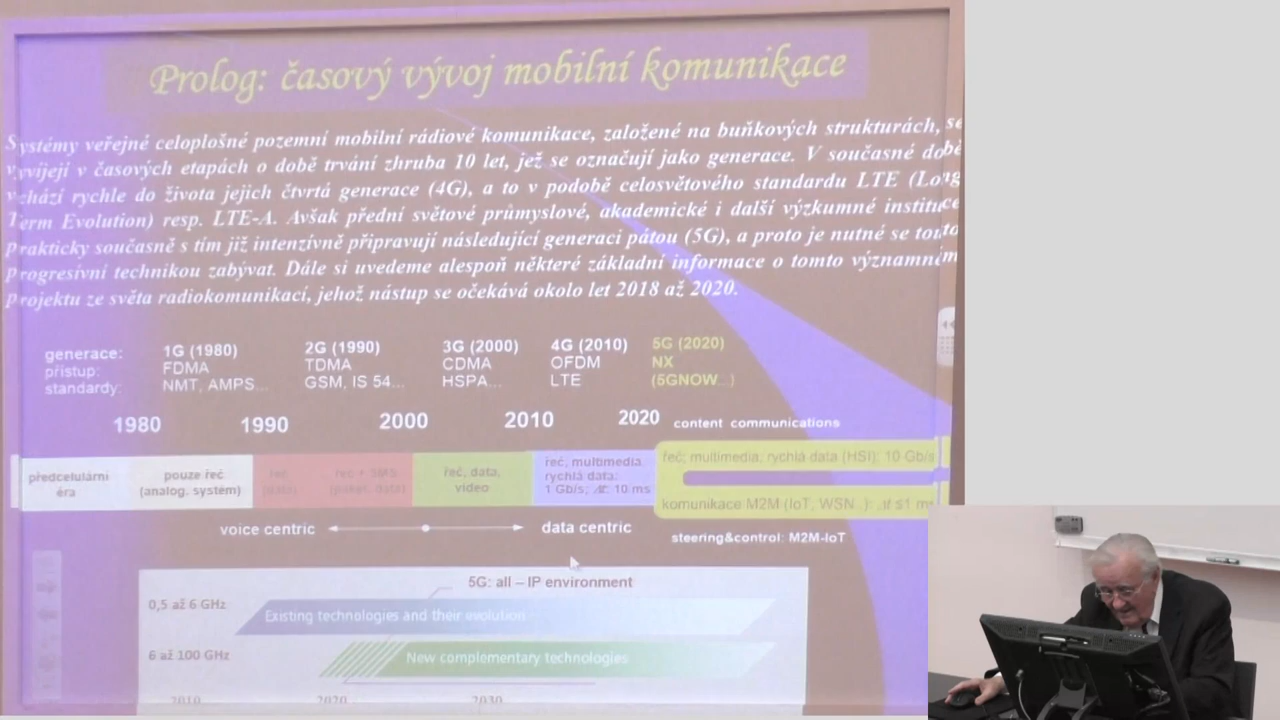 Prolog: časový vývoj mobilní komunikace
Systémy veřejné celoplošné pozemní mobilní rádiové komunikace, založené na buňkových strukturách, se
vyvíjejí v časových etapách o době trvání zhruba 10 let, jež se označují jako generace. V současné době
vchází rychle do života jejich čtvrtá generace (4G), a to v podobě celosvětového standardu LTE (Long
Term Evolution) resp. LTE-A. Avšak přední světové průmyslové, akademické i další výzkumné instituce
prakticky současně s tím již intenzívně připravují následující generaci pátou (5G), a proto je nutné se touto
progresivní technikou zabývat. Dále si uvedeme alespoň některé základní informace o tomto významném
projektu ze světa radiokomunikací, jehož nástup se očekává okolo let 2018 až 2020.
generace: 1G (1980) 2G (1990) 3G (2000) 4G (2010) 5G (2020)
přístup: FDMA TDMA CDMA OFDM NX
standardy: NMT, AMPS... GSM, IS 54... HSPA... LTE (5GNOW...)
1980 1990 2000 2010 2020 content communications
předcelulární éra
pouze řeč (analog. systém)
řeč
řeč + SMS
řeč, data, video
řeč, multimedia, rychlá data: 1 Gb/s; 10 ms
řeč; multimedia; rychlá data (HSI); 10 Gb/s
komunikace M2M (IoT, WSN ..): ≤1 ms
voice centric data centric steering&control: M2M-IoT
5G: all – IP environment
0,5 až 6 GHz Existing technologies and their evolution
6 až 100 GHz New complementary technologies
2010 2020 2030